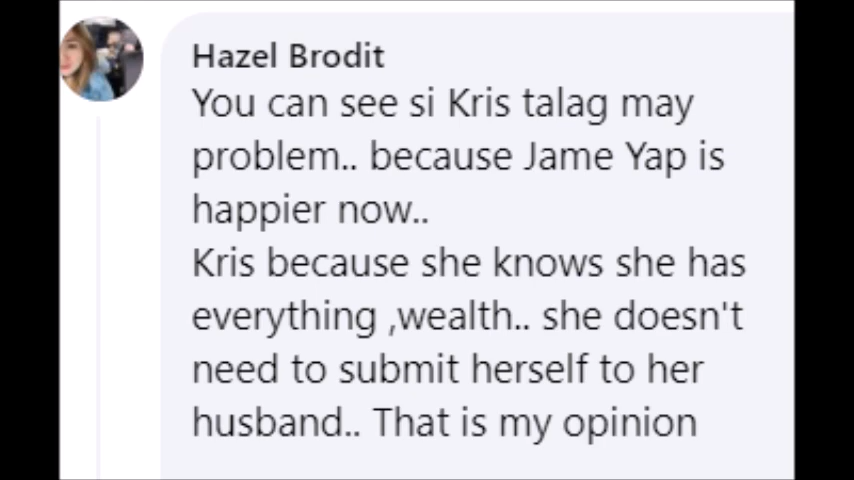 Hazel Brodit
You can see si Kris talag may
problem.. because Jame Yap is
happier now..
Kris because she knows she has
everything ,wealth.. she doesn't
need to submit herself to her
husband.. That is my opinion